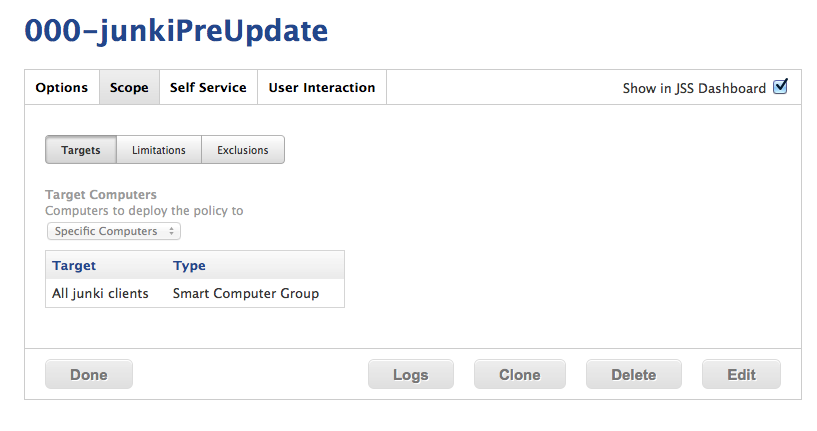 000-junkiPreUpdate
Options Scope Self Service User Interaction Show in JSS Dashboard
Targets Limitations Exclusions
Target Computers
Computers to deploy the policy to
Specific Computers
Target Type
All junki clients Smart Computer Group
Done Logs Clone Delete Edit